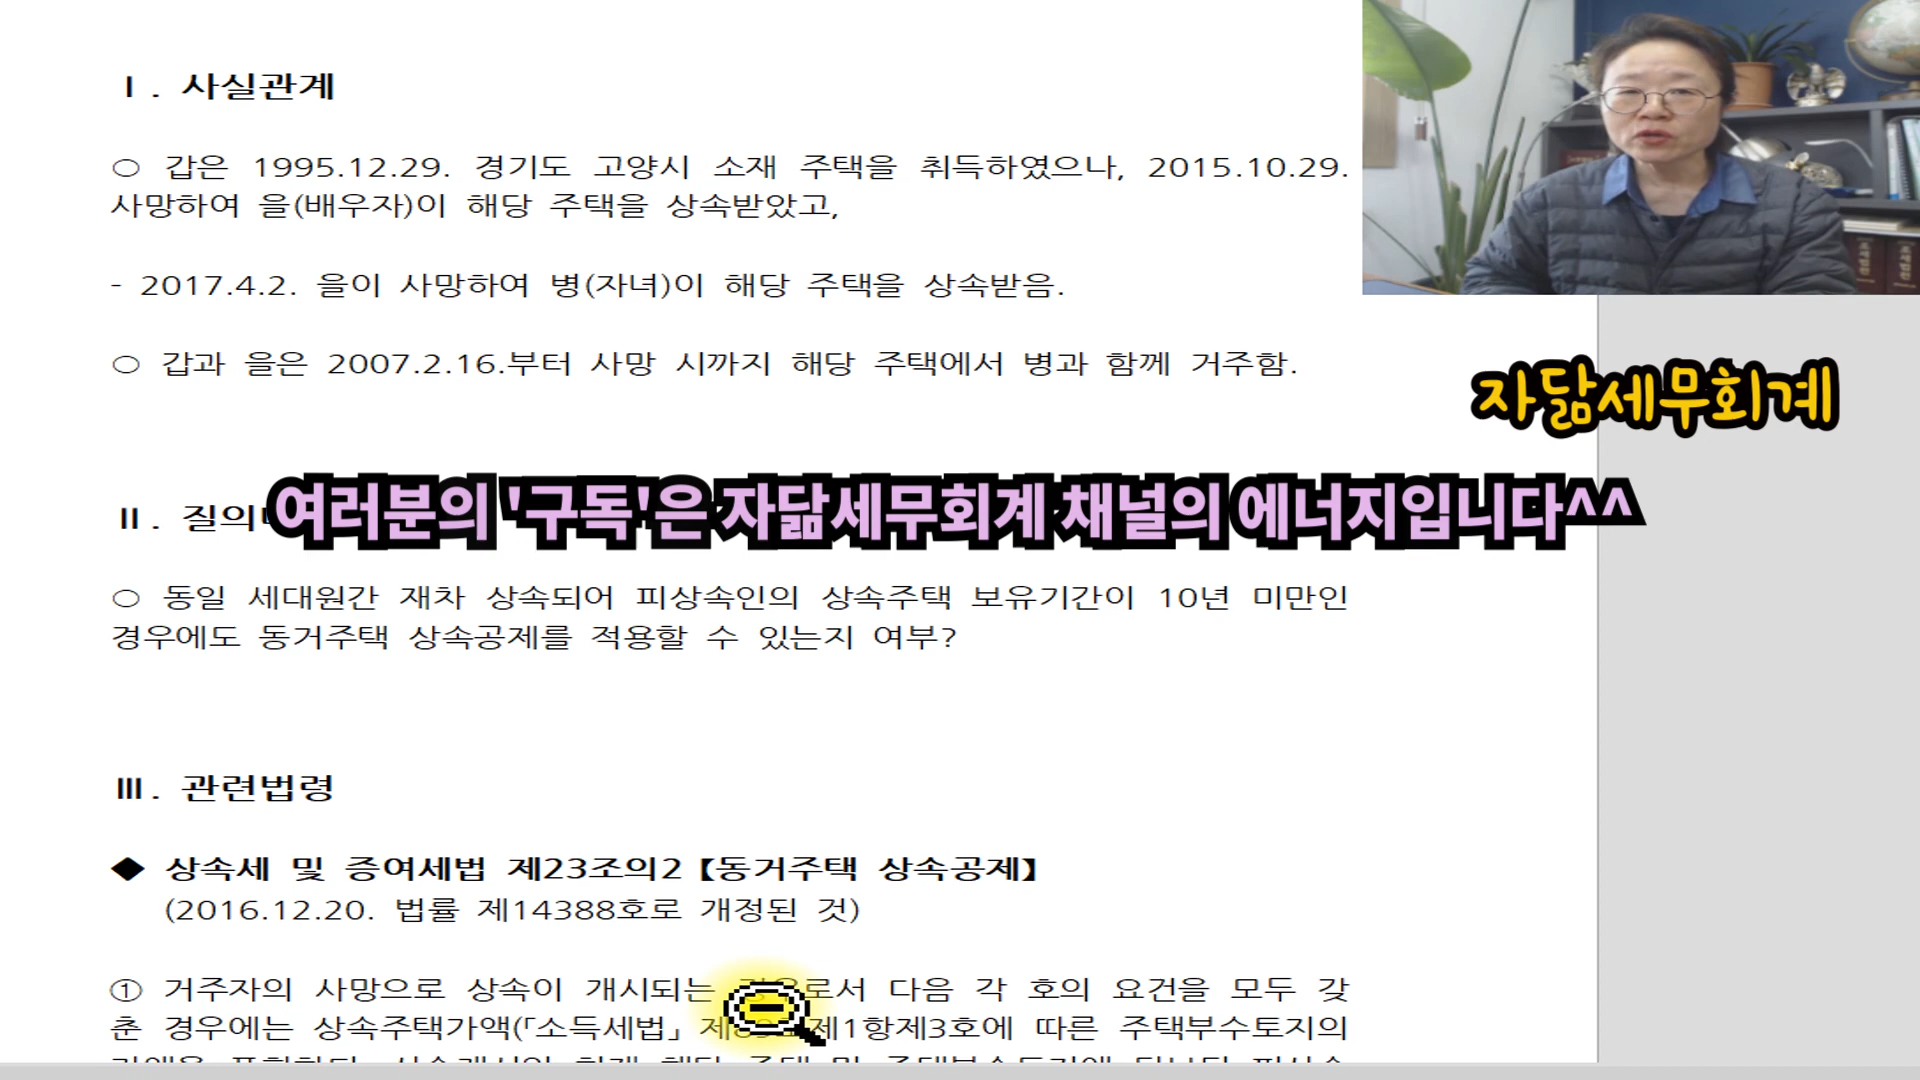 Ⅰ. 사실관계
○ 갑은 1995.12.29. 경기도 고양시 소재 주택을 취득하였으나, 2015.10.29.
사망하여 을(배우자)이 해당 주택을 상속받았고,
- 2017.4.2. 을이 사망하여 병(자녀)이 해당 주택을 상속받음.
○ 갑과 을은 2007.2.16.부터 사망 시까지 해당 주택에서 병과 함께 거주함.
자닮세무회계
Ⅱ. 질의
여러분의 '구독'은 자닮세무회계 채널의 에너지입니다^^
○ 동일 세대원간 재차 상속되어 피상속인의 상속주택 보유기간이 10년 미만인
경우에도 동거주택 상속공제를 적용할 수 있는지 여부?
Ⅲ. 관련법령
◆ 상속세 및 증여세법 제23조의2【동거주택 상속공제】
(2016.12.20. 법률 제14388호로 개정된 것)
① 거주자의 사망으로 상속이 개시되는 경우로서 다음 각 호의 요건을 모두 갖
춘 경우에는 상속주택가액(「소득세법」 제89조제1항제3호에 따른 주택부수토지의